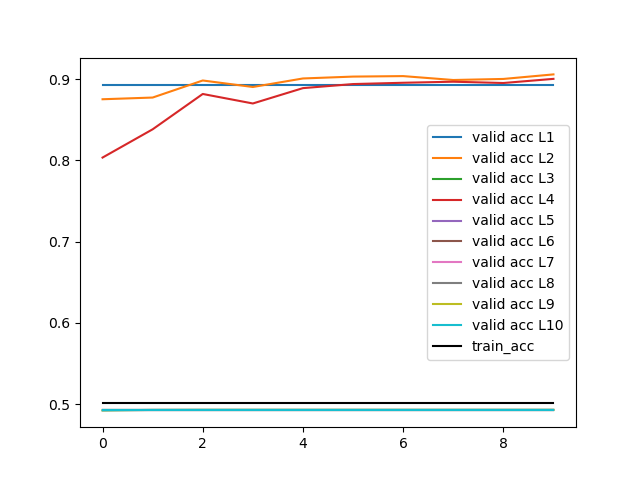 0.9
0.8
0.7
0.6
0.5
0 2 4 6 8
valid acc L1
valid acc L2
valid acc L3
valid acc L4
valid acc L5
valid acc L6
valid acc L7
valid acc L8
valid acc L9
valid acc L10
train_acc